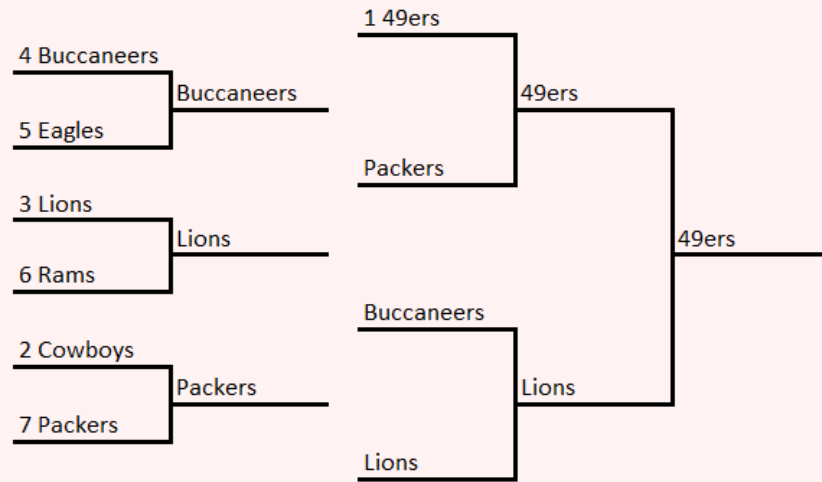 4 Buccaneers
5 Eagles
Buccaneers
3 Lions
6 Rams
Lions
2 Cowboys
7 Packers
Packers
1 49ers
Packers
49ers
Buccaneers
Lions
Lions
49ers